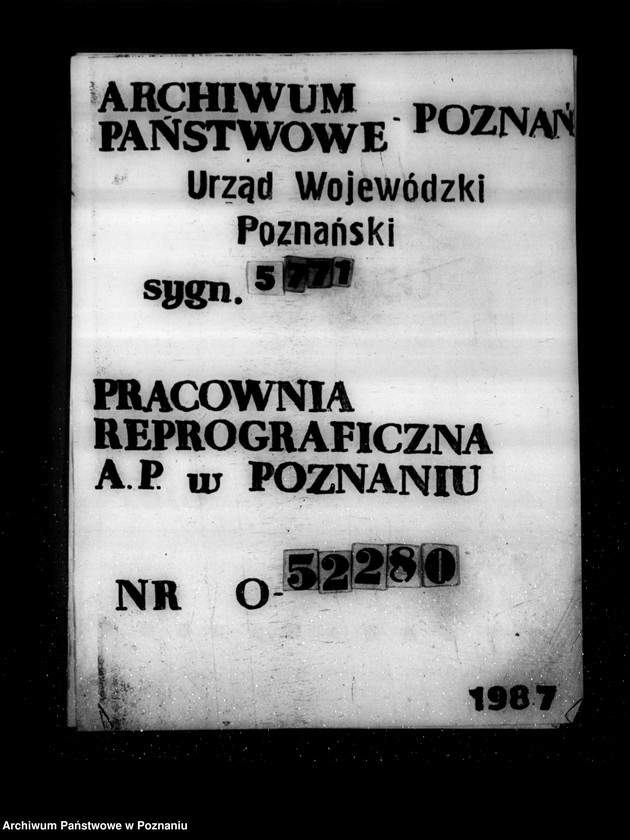 ARCHIWUM
PAŃSTWOWE - POZNAŃ
Urząd Wojewódzki
Poznański
sygn. 5771
PRACOWNIA
REPROGRAFICZNA
A.P. w POZNANIU
NR O-52280
1987
Archiwum Państwowe w Poznaniu